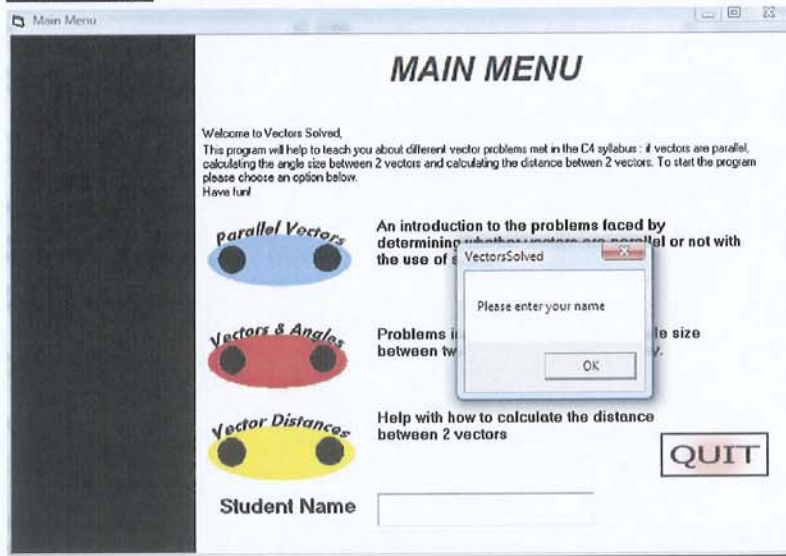 Main Menu
MAIN MENU
Welcome to Vectors Solved,
This program will help to teach you about different vector problems met in the C4 syllabus : if vectors are parallel,
calculating the angle size between 2 vectors and calculating the distance betwen 2 vectors. To start the program
please choose an option below.
Have fun!
Parallel Vectors
An introduction to the problems faced by
determining whether vectors are parallel or not with
the use of s
VectorsSolved
Please enter your name
OK
Vectors & Angles
Problems i le size
between tw y.
Vector Distances
Help with how to calculate the distance
between 2 vectors
QUIT
Student Name